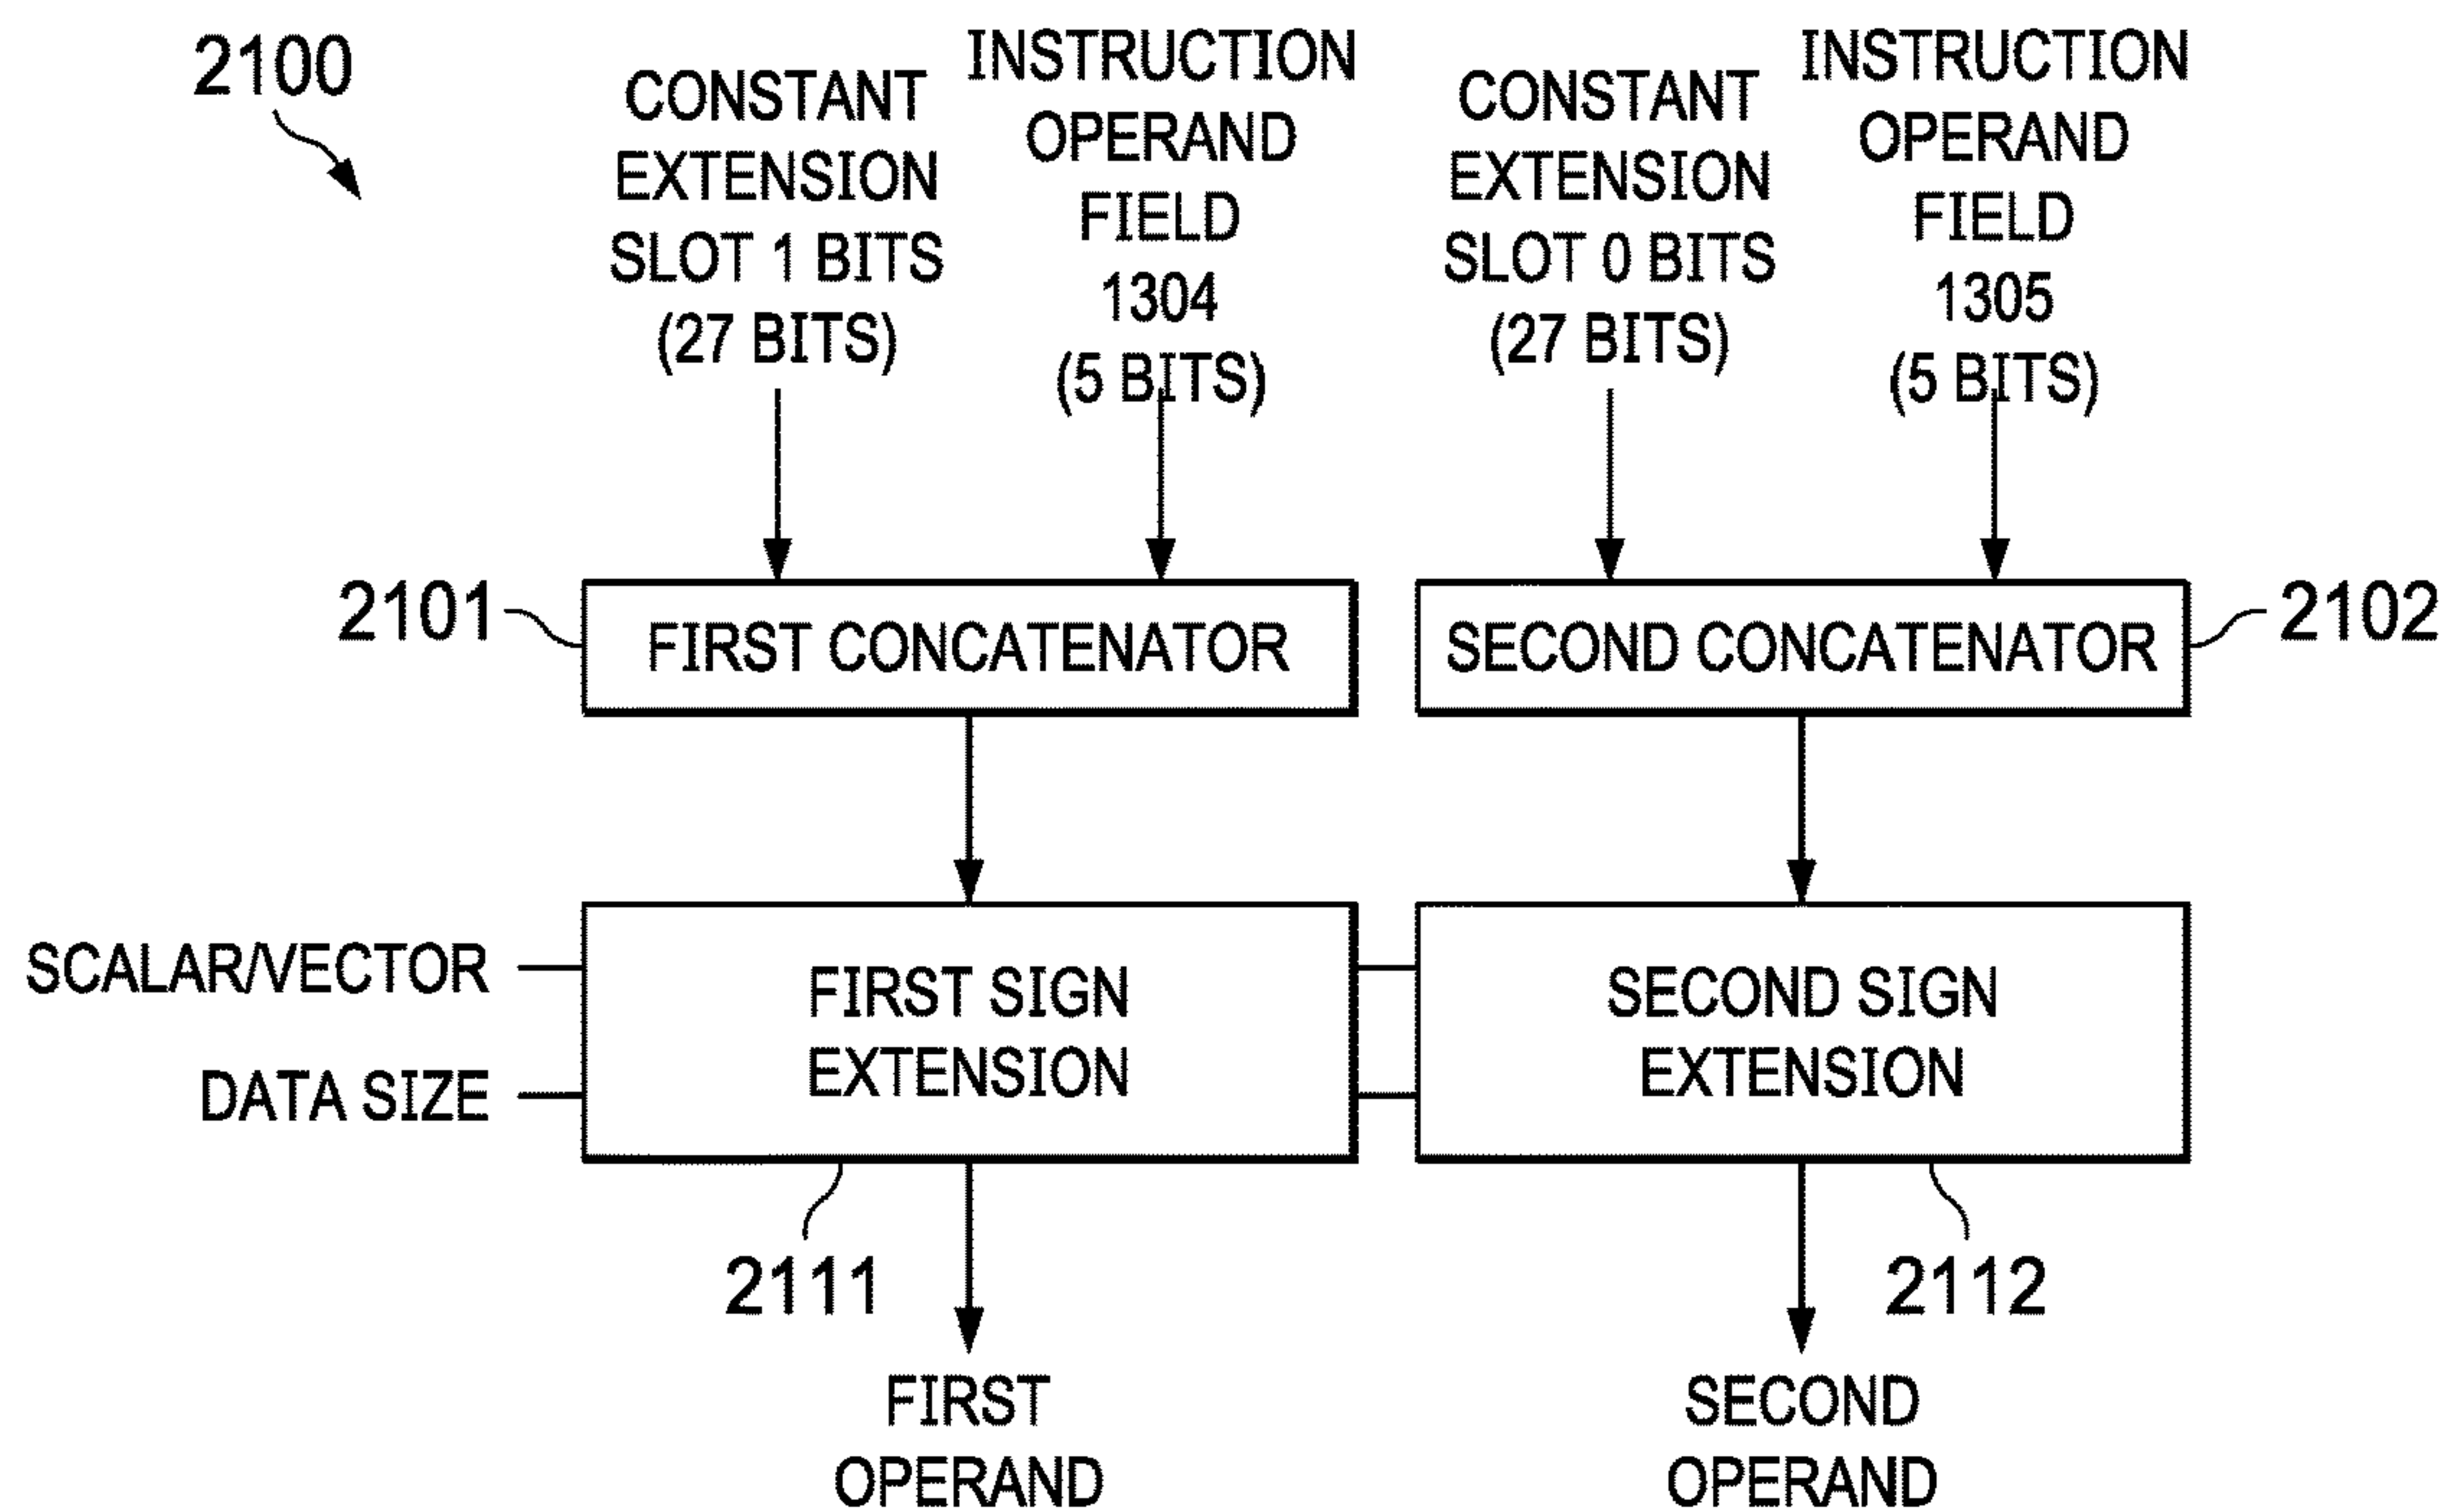 2100
CONSTANT
EXTENSION
SLOT 1 BITS
(27 BITS)
INSTRUCTION
OPERAND
FIELD
1304
(5 BITS)
CONSTANT
EXTENSION
SLOT 0 BITS
(27 BITS)
INSTRUCTION
OPERAND
FIELD
1305
(5 BITS)
2101
FIRST CONCATENATOR
SECOND CONCATENATOR
2102
SCALAR/VECTOR
DATA SIZE
FIRST SIGN
EXTENSION
SECOND SIGN
EXTENSION
2111
2112
FIRST
OPERAND
SECOND
OPERAND